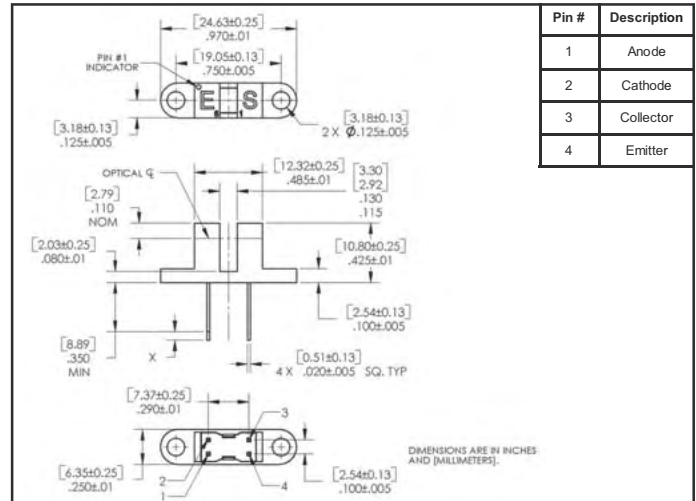 [24.63±0.25]
.970±.01
[19.05±0.13]
.750±.005
PIN #1
INDICATOR
E S
[3.18±0.13]
.125±.005
[3.18±0.13]
2 X Ø.125±.005
OPTICAL ℄
[12.32±0.25]
.485±.01
[3.30]
[2.92]
.130
.115
[2.79]
.110
NOM
[2.03±0.25]
.080±.01
[10.80±0.25]
.425±.01
[2.54±0.13]
.100±.005
[8.89]
.350
MIN
X
[0.51±0.13]
4 X .020±.005 SQ. TYP
[7.37±0.25]
.290±.01
3
[6.35±0.25]
.250±.01
2
1
4
[2.54±0.13]
.100±.005
DIMENSIONS ARE IN INCHES
AND [MILLIMETERS].
Pin # Description
1 Anode
2 Cathode
3 Collector
4 Emitter